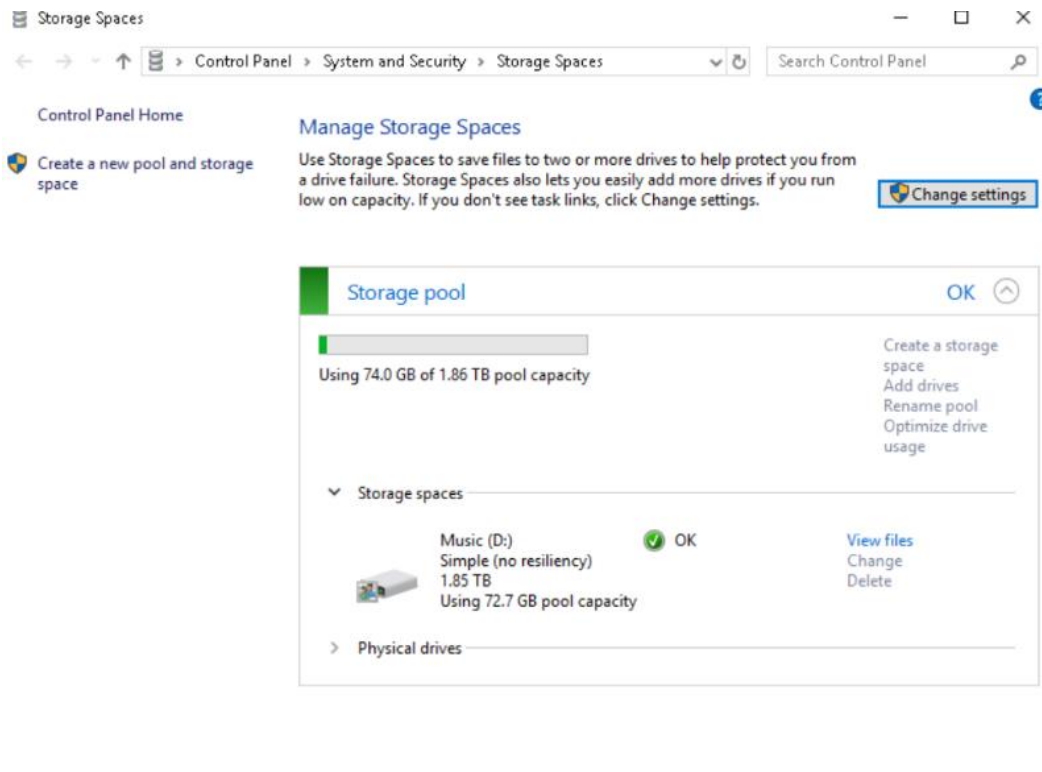 Storage Spaces
Control Panel > System and Security > Storage Spaces
Search Control Panel
Control Panel Home
Create a new pool and storage
space
Manage Storage Spaces
Use Storage Spaces to save files to two or more drives to help protect you from
a drive failure. Storage Spaces also lets you easily add more drives if you run
low on capacity. If you don't see task links, click Change settings.
Change settings
Storage pool
OK
Using 74.0 GB of 1.86 TB pool capacity
Create a storage
space
Add drives
Rename pool
Optimize drive
usage
Storage spaces
Music (D:)
Simple (no resiliency)
1.85 TB
Using 72.7 GB pool capacity
OK
View files
Change
Delete
Physical drives